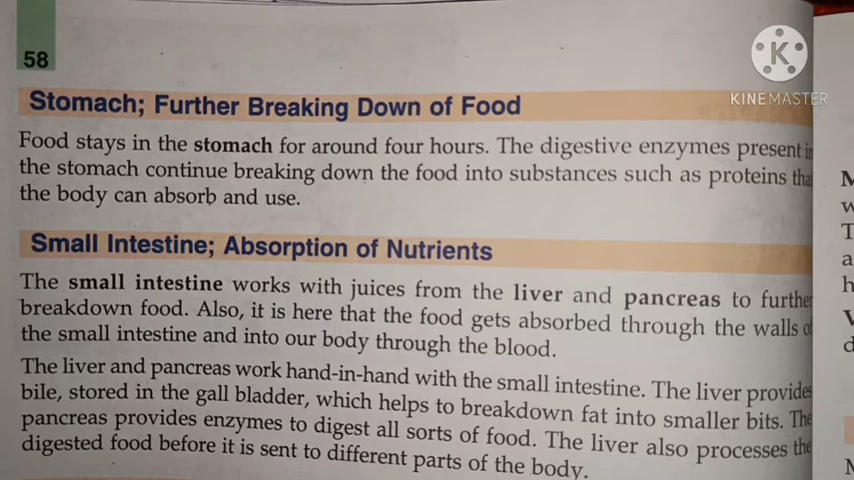 58
K
KINEMASTER
Stomach; Further Breaking Down of Food
Food stays in the stomach for around four hours. The digestive enzymes present in
the stomach continue breaking down the food into substances such as proteins that
the body can absorb and use.
Small Intestine; Absorption of Nutrients
The small intestine works with juices from the liver and pancreas to further
breakdown food. Also, it is here that the food gets absorbed through the walls of
the small intestine and into our body through the blood.
The liver and pancreas work hand-in-hand with the small intestine. The liver provides
bile, stored in the gall bladder, which helps to breakdown fat into smaller bits. The
pancreas provides enzymes to digest all sorts of food. The liver also processes the
digested food before it is sent to different parts of the body.